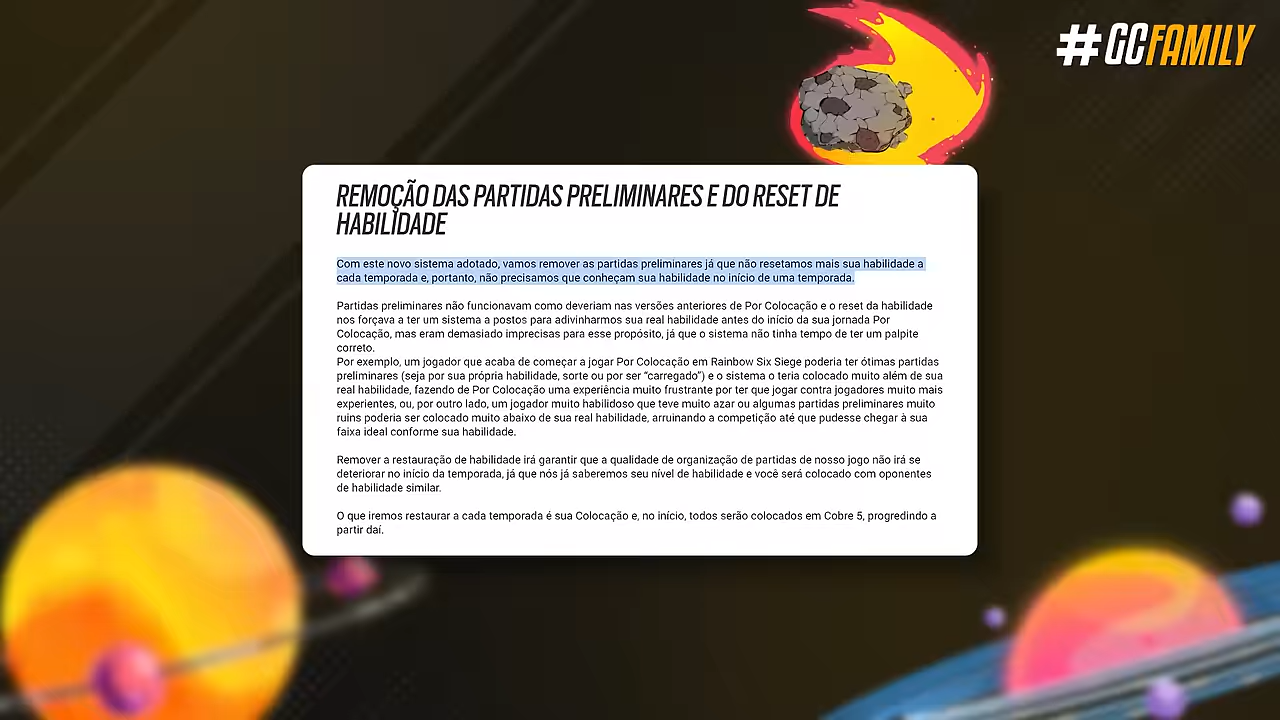 #GCFAMILY
REMOÇÃO DAS PARTIDAS PRELIMINARES E DO RESET DE
HABILIDADE
Com este novo sistema adotado, vamos remover as partidas preliminares já que não resetamos mais sua habilidade a
cada temporada e, portanto, não precisamos que conheçam sua habilidade no início de uma temporada.
Partidas preliminares não funcionavam como deveriam nas versões anteriores de Por Colocação e o reset da habilidade
nos forçava a ter um sistema a postos para adivinharmos sua real habilidade antes do início da sua jornada Por
Colocação, mas eram demasiado imprecisas para esse propósito, já que o sistema não tinha tempo de ter um palpite
correto.
Por exemplo, um jogador que acaba de começar a jogar Por Colocação em Rainbow Six Siege poderia ter ótimas partidas
preliminares (seja por sua própria habilidade, sorte ou por ser “carregado”) e o sistema o teria colocado muito além de sua
real habilidade, fazendo de Por Colocação uma experiência muito frustrante por ter que jogar contra jogadores muito mais
experientes, ou, por outro lado, um jogador muito habilidoso que teve muito azar ou algumas partidas preliminares muito
ruins poderia ser colocado muito abaixo de sua real habilidade, arruinando a competição até que pudesse chegar à sua
faixa ideal conforme sua habilidade.
Remover a restauração de habilidade irá garantir que a qualidade de organização de partidas de nosso jogo não irá se
deteriorar no início da temporada, já que nós já saberemos seu nível de habilidade e você será colocado com oponentes
de habilidade similar.
O que iremos restaurar a cada temporada é sua Colocação e, no início, todos serão colocados em Cobre 5, progredindo a
partir daí.